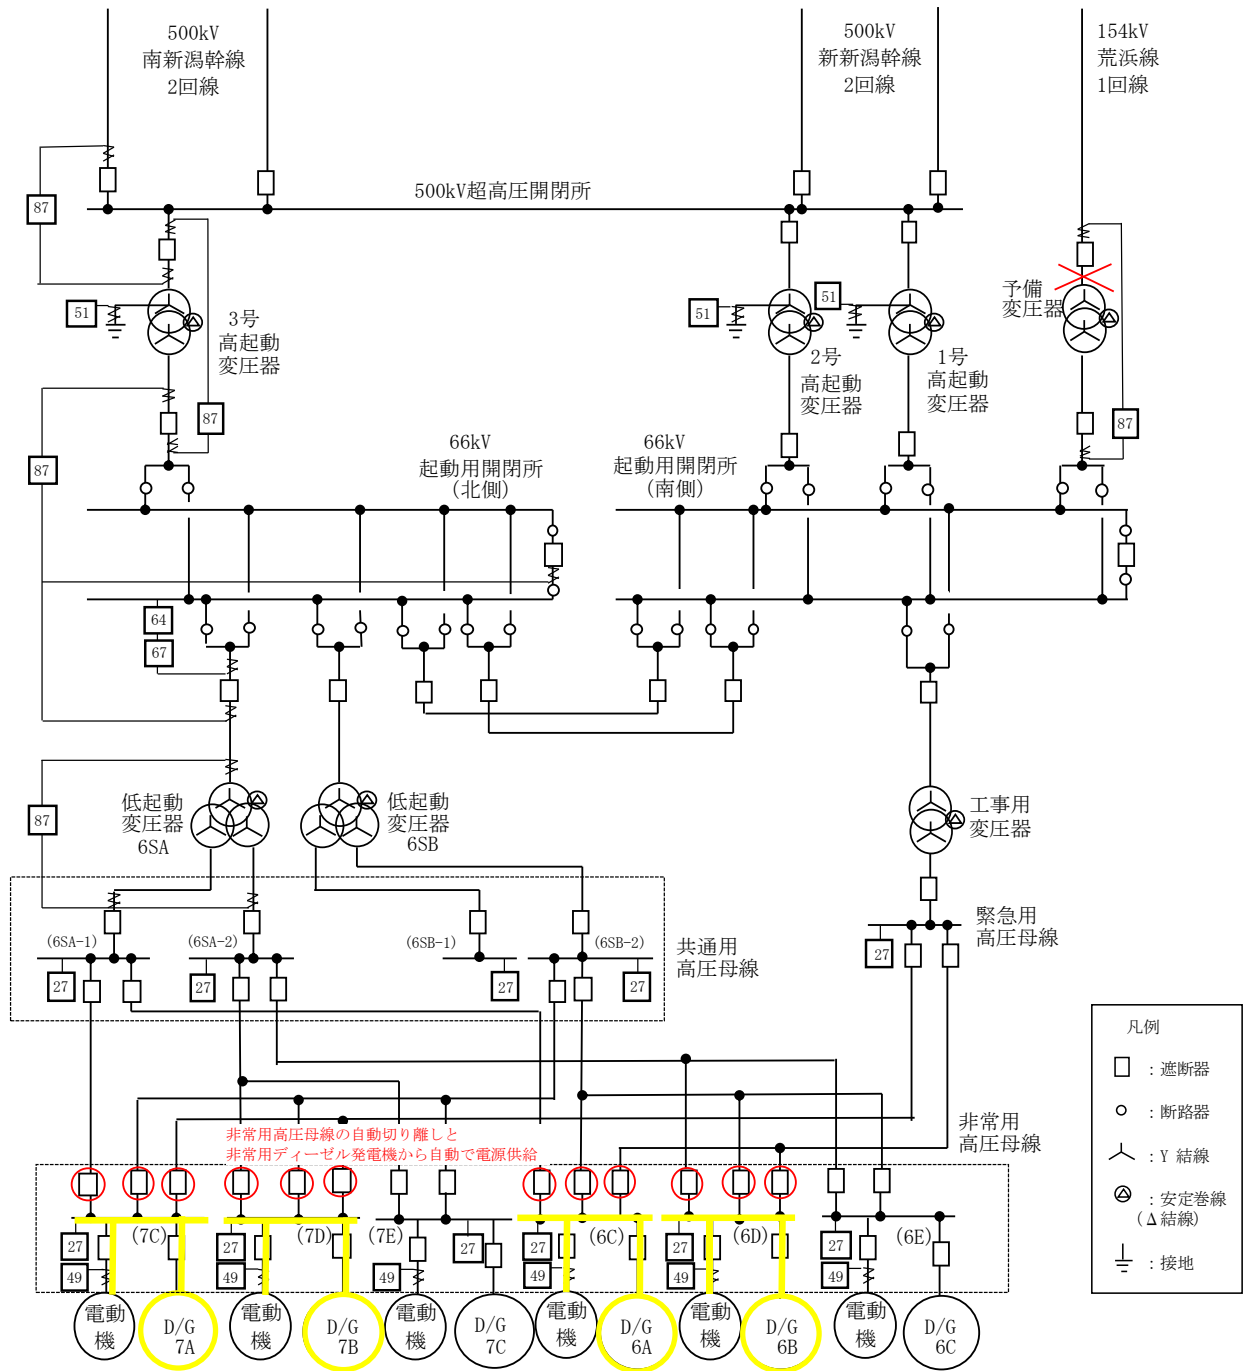 500kV
南新潟幹線
2回線
500kV
新新潟幹線
2回線
154kV
荒浜線
1回線
500kV超高圧開閉所
87
51
3号
高起動
変圧器
87
51
2号
高起動
変圧器
51
1号
高起動
変圧器
予備
変圧器
87
87
66kV
起動用開閉所
(北側)
66kV
起動用開閉所
(南側)
64
67
87
低起動
変圧器
6SA
低起動
変圧器
6SB
工事用
変圧器
(6SA-1)
(6SA-2)
(6SB-1)
(6SB-2)
27
27
27
27
共通用
高圧母線
緊急用
高圧母線
27
非常用
高圧母線
非常用高圧母線の自動切り離しと
非常用ディーゼル発電機から自動で電源供給
(7C)
(7D)
(7E)
(6C)
(6D)
(6E)
27
27
27
27
27
27
49
49
49
49
49
49
電動
機
D/G
7A
電動
機
D/G
7B
電動
機
D/G
7C
電動
機
D/G
6A
電動
機
D/G
6B
電動
機
D/G
6C
凡例
：遮断器
：断路器
：Y 結線
：安定巻線
(Δ結線)
：接地